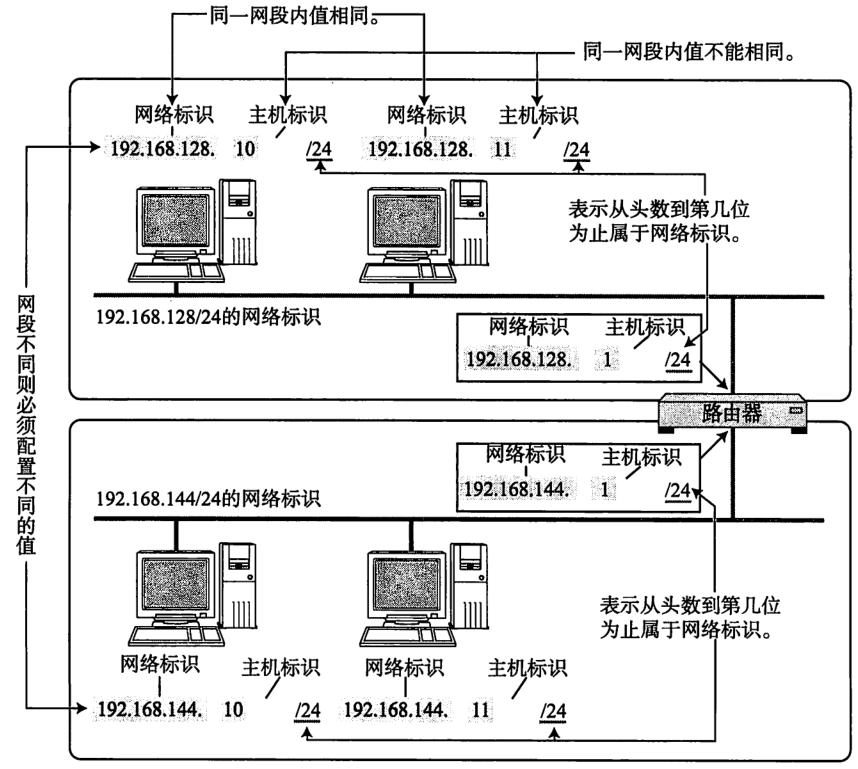 同一网段内值相同。
同一网段内值不能相同。
网络标识 主机标识 网络标识 主机标识
192.168.128. 10 /24 192.168.128. 11 /24
表示从头数到第几位
为止属于网络标识。
192.168.128/24的网络标识
网络标识 主机标识
192.168.128. 1 /24
网段不同则必须配置不同的值
路由器
网络标识 主机标识
192.168.144. 1 /24
192.168.144/24的网络标识
表示从头数到第几位
为止属于网络标识。
网络标识 主机标识 网络标识 主机标识
192.168.144. 10 /24 192.168.144. 11 /24